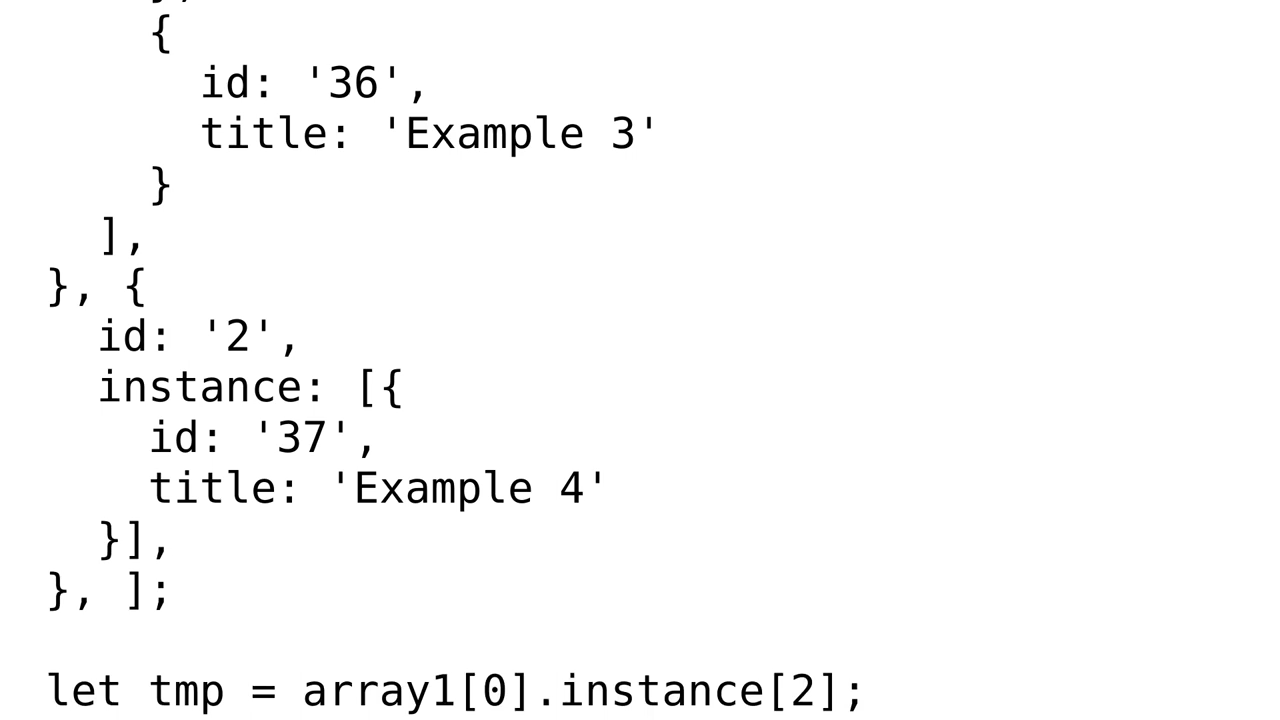 {
id: '36',
title: 'Example 3'
}
],
}, {
id: '2',
instance: [{
id: '37',
title: 'Example 4'
}],
}, ];
let tmp = array1[0].instance[2];